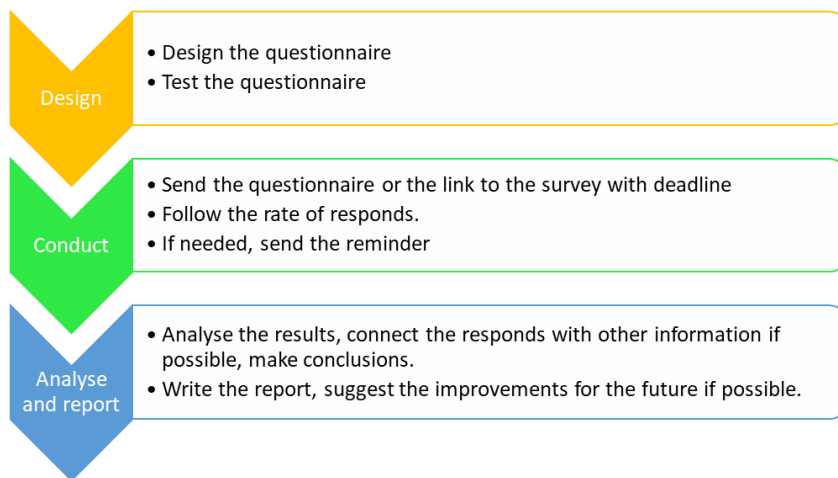 Design
• Design the questionnaire
• Test the questionnaire
Conduct
• Send the questionnaire or the link to the survey with deadline
• Follow the rate of responds.
• If needed, send the reminder
Analyse
and report
• Analyse the results, connect the responds with other information if
possible, make conclusions.
• Write the report, suggest the improvements for the future if possible.